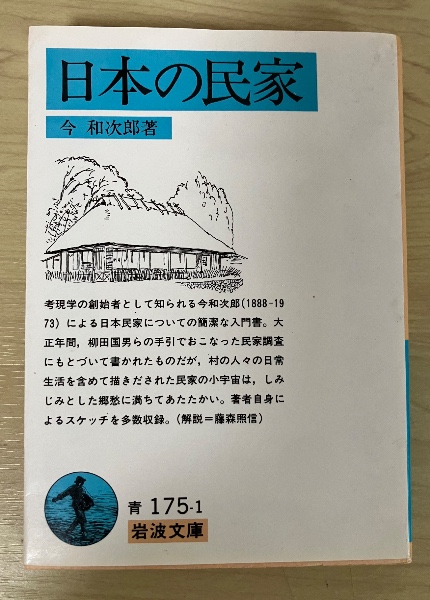 日本の民家
今 和次郎著
考現学の創始者として知られる今和次郎(1888-19
73)による日本民家についての簡潔な入門書。大
正年間，柳田国男らの手引でおこなった民家調査
にもとづいて書かれたものだが，村の人々の日常
生活を含めて描きだされた民家の小宇宙は，しみ
じみとした郷愁に満ちてあたたかい。著者自身に
よるスケッチを多数収録。(解説＝藤森照信)
青 175-1
岩波文庫